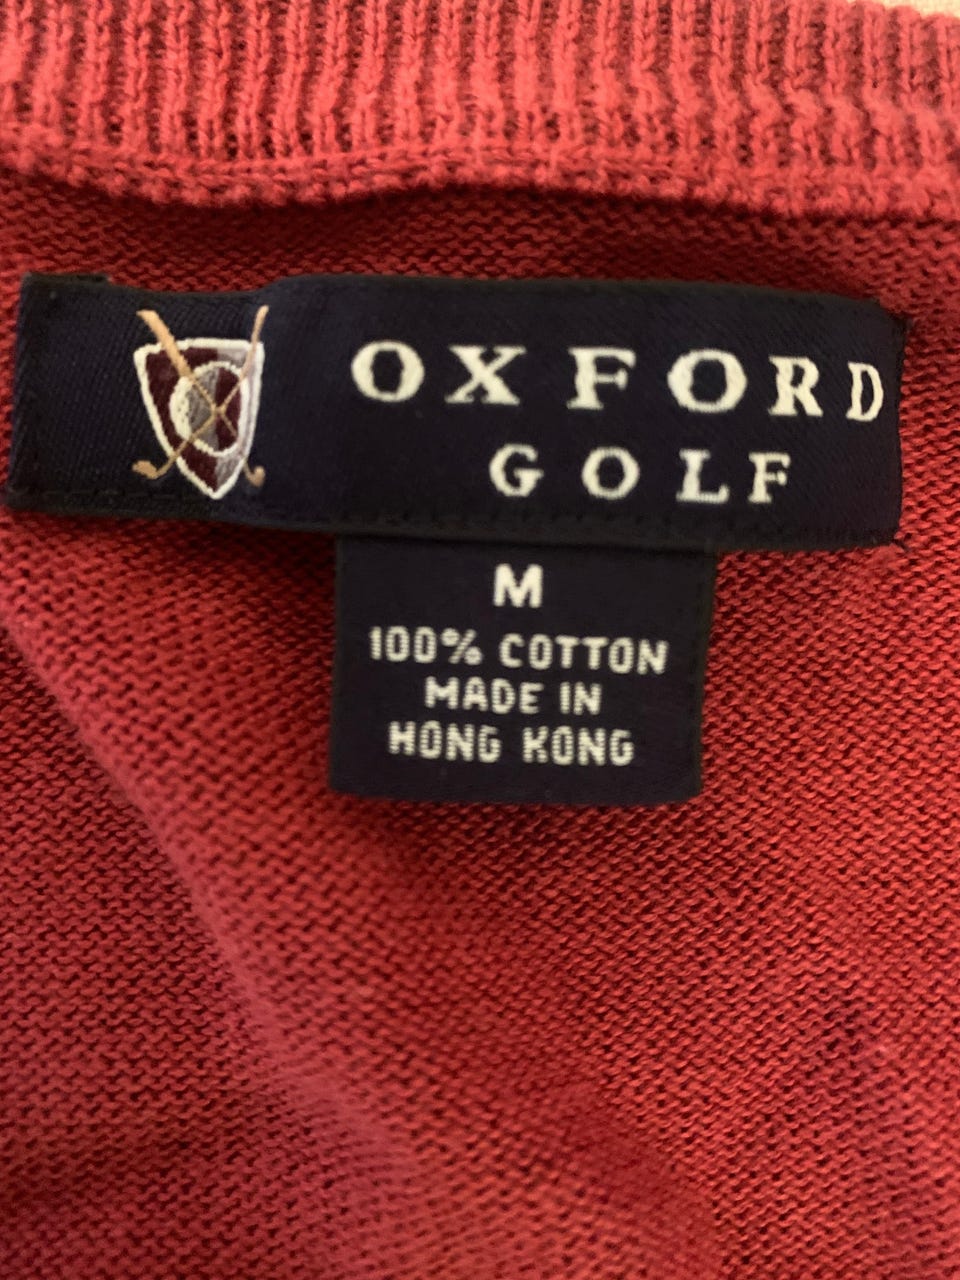 OXFORD
GOLF
M
100% COTTON
MADE IN
HONG KONG